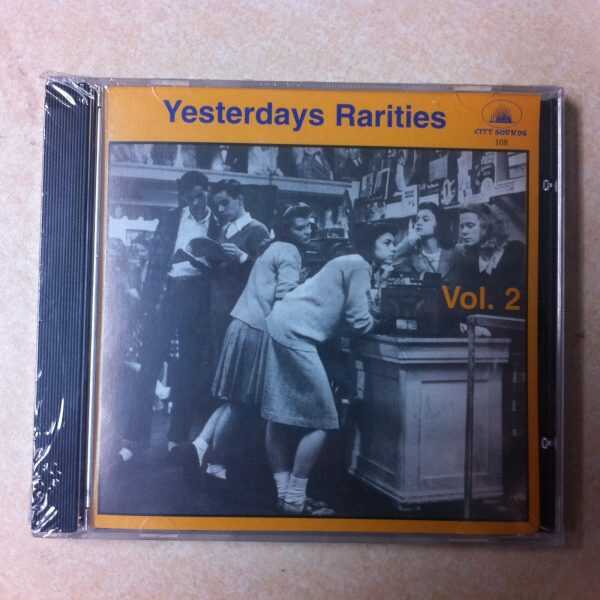 Yesterdays Rarities
CITY SOUNDS
108
Vol. 2